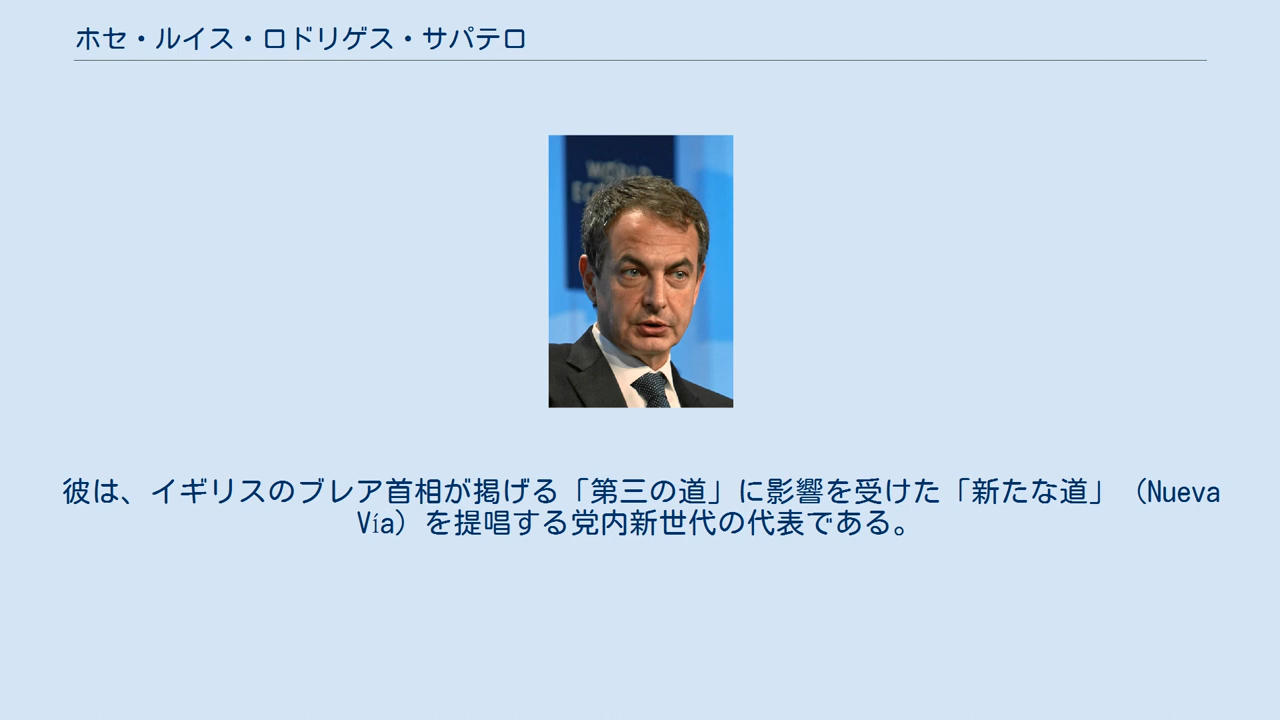 ホセ・ルイス・ロドリゲス・サパテロ
WORLD
彼は、イギリスのブレア首相が掲げる「第三の道」に影響を受けた「新たな道」（Nueva
Vía）を提唱する党内新世代の代表である。